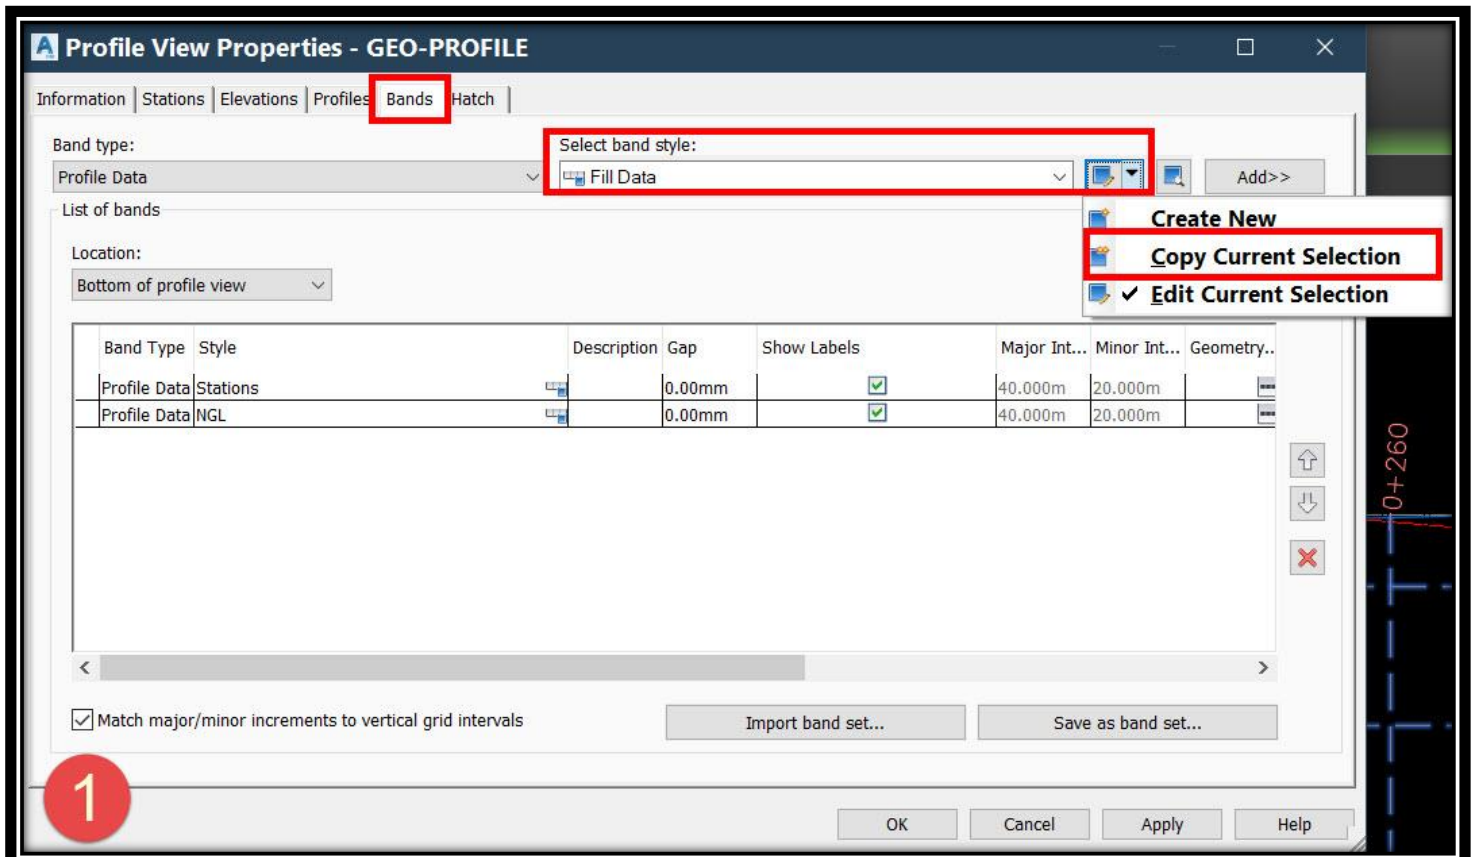 Profile View Properties - GEO-PROFILE
Information Stations Elevations Profiles Bands Hatch
Band type: Select band style:
Profile Data Fill Data Add>>
List of bands
Create New
Location:
Copy Current Selection
Bottom of profile view
Edit Current Selection
Band Type Style Description Gap Show Labels Major Int... Minor Int... Geometry..
Profile Data Stations 0.00mm 40.000m 20.000m
Profile Data NGL 0.00mm 40.000m 20.000m
0+260
Match major/minor increments to vertical grid intervals Import band set... Save as band set...
1
OK Cancel Apply Help